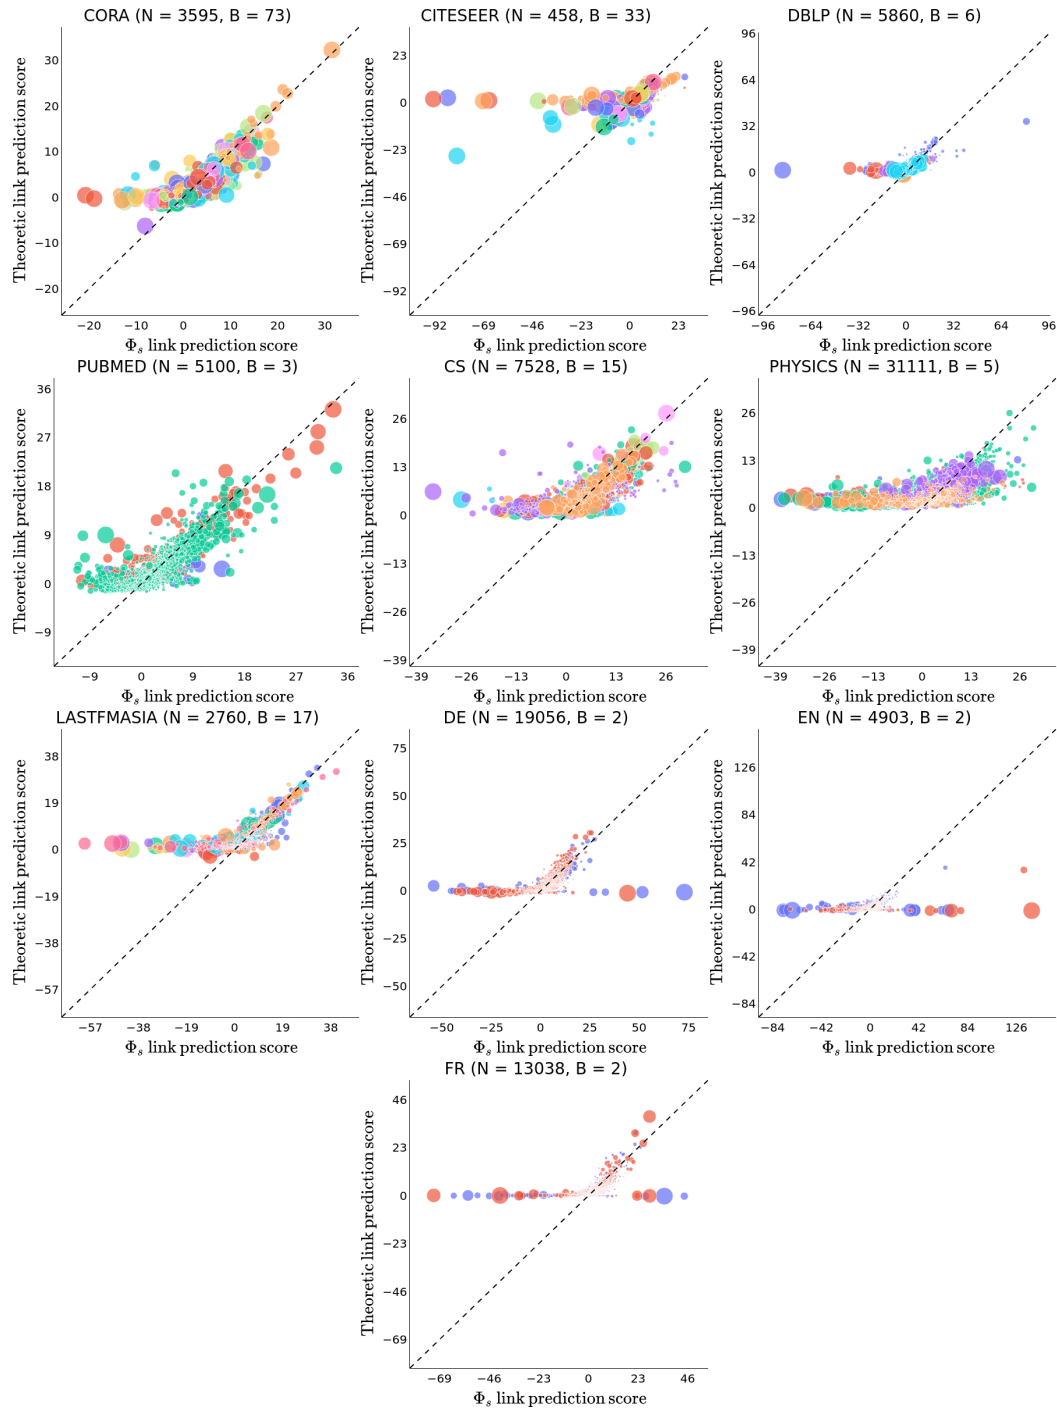 CORA (N = 3595, B = 73)
30
20
10
0
−10
−20
Theoretic link prediction score
−20 −10 0 10 20 30
Φs link prediction score
CITESEER (N = 458, B = 33)
23
0
−23
−46
−69
−92
Theoretic link prediction score
−92 −69 −46 −23 0 23
Φs link prediction score
DBLP (N = 5860, B = 6)
96
64
32
0
−32
−64
−96
Theoretic link prediction score
−96 −64 −32 0 32 64 96
Φs link prediction score
PUBMED (N = 5100, B = 3)
36
27
18
9
0
−9
Theoretic link prediction score
−9 0 9 18 27 36
Φs link prediction score
CS (N = 7528, B = 15)
26
13
0
−13
−26
−39
Theoretic link prediction score
−39 −26 −13 0 13 26
Φs link prediction score
PHYSICS (N = 31111, B = 5)
26
13
0
−13
−26
−39
Theoretic link prediction score
−39 −26 −13 0 13 26
Φs link prediction score
LASTFMASIA (N = 2760, B = 17)
38
19
0
−19
−38
−57
Theoretic link prediction score
−57 −38 −19 0 19 38
Φs link prediction score
DE (N = 19056, B = 2)
75
50
25
0
−25
−50
Theoretic link prediction score
−50 −25 0 25 50 75
Φs link prediction score
EN (N = 4903, B = 2)
126
84
42
0
−42
−84
Theoretic link prediction score
−84 −42 0 42 84 126
Φs link prediction score
FR (N = 13038, B = 2)
46
23
0
−23
−46
−69
Theoretic link prediction score
−69 −46 −23 0 23 46
Φs link prediction score